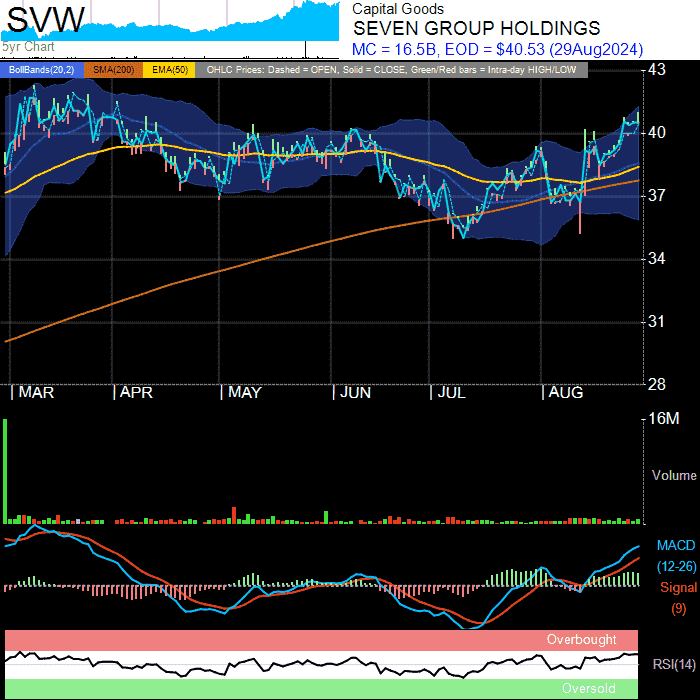 SVW
5yr Chart
Capital Goods
SEVEN GROUP HOLDINGS
MC = 16.5B, EOD = $40.53 (29Aug2024)
BollBands(20,2) SMA(200) EMA(50) OHLC Prices: Dashed = OPEN, Solid = CLOSE, Green/Red bars = Intra-day HIGH/LOW
43
40
37
34
31
28
MAR APR MAY JUN JUL AUG
16M
Volume
MACD
(12-26)
Signal
(9)
Overbought
RSI(14)
Oversold